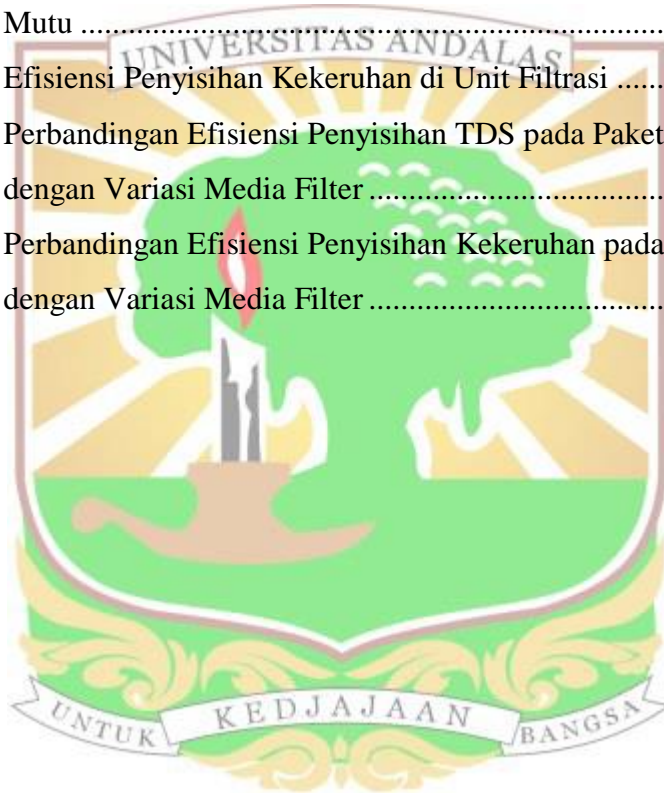 Mutu ........................................................................
UNIVERSITAS ANDALAS
Efisiensi Penyisihan Kekeruhan di Unit Filtrasi ......
Perbandingan Efisiensi Penyisihan TDS pada Paket
dengan Variasi Media Filter ....................................
Perbandingan Efisiensi Penyisihan Kekeruhan pada
dengan Variasi Media Filter ....................................
UNTUK KEDJAJAAN BANGSA